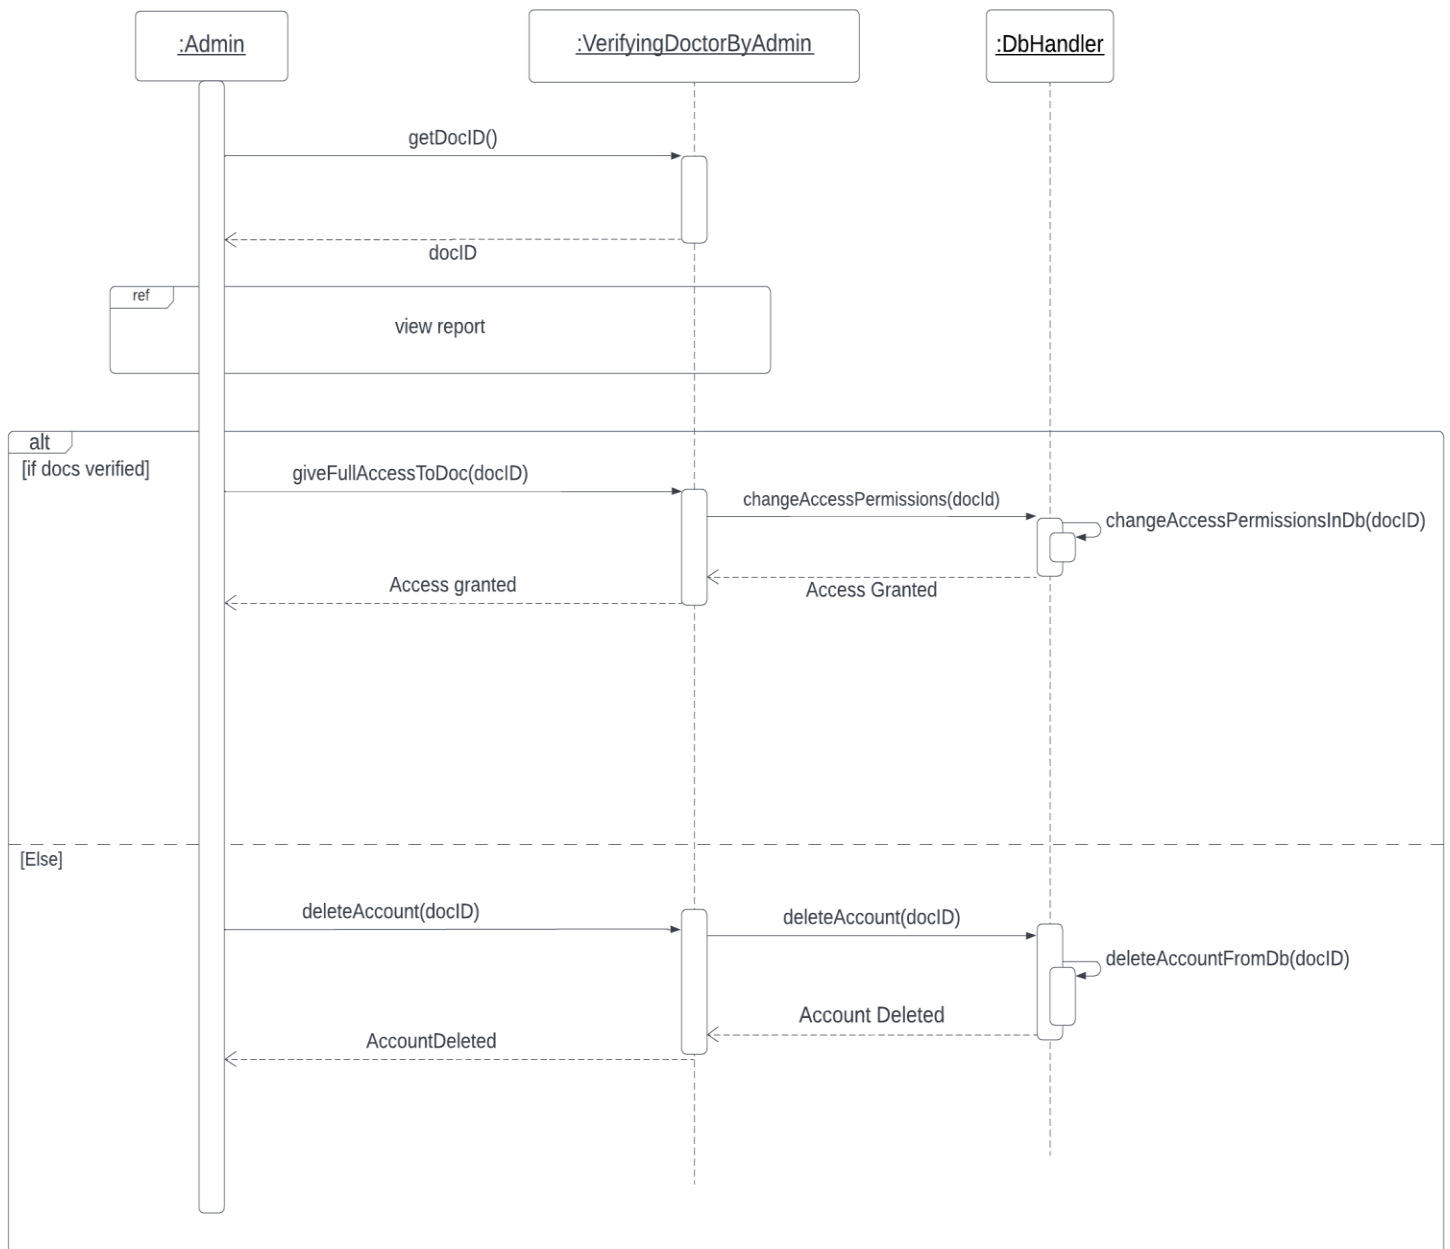 :Admin
:VerifyingDoctorByAdmin
:DbHandler
getDocID()
docID
ref
view report
alt
[if docs verified]
giveFullAccessToDoc(docID)
changeAccessPermissions(docId)
changeAccessPermissionsInDb(docID)
Access granted
Access Granted
[Else]
deleteAccount(docID)
deleteAccount(docID)
deleteAccountFromDb(docID)
Account Deleted
AccountDeleted